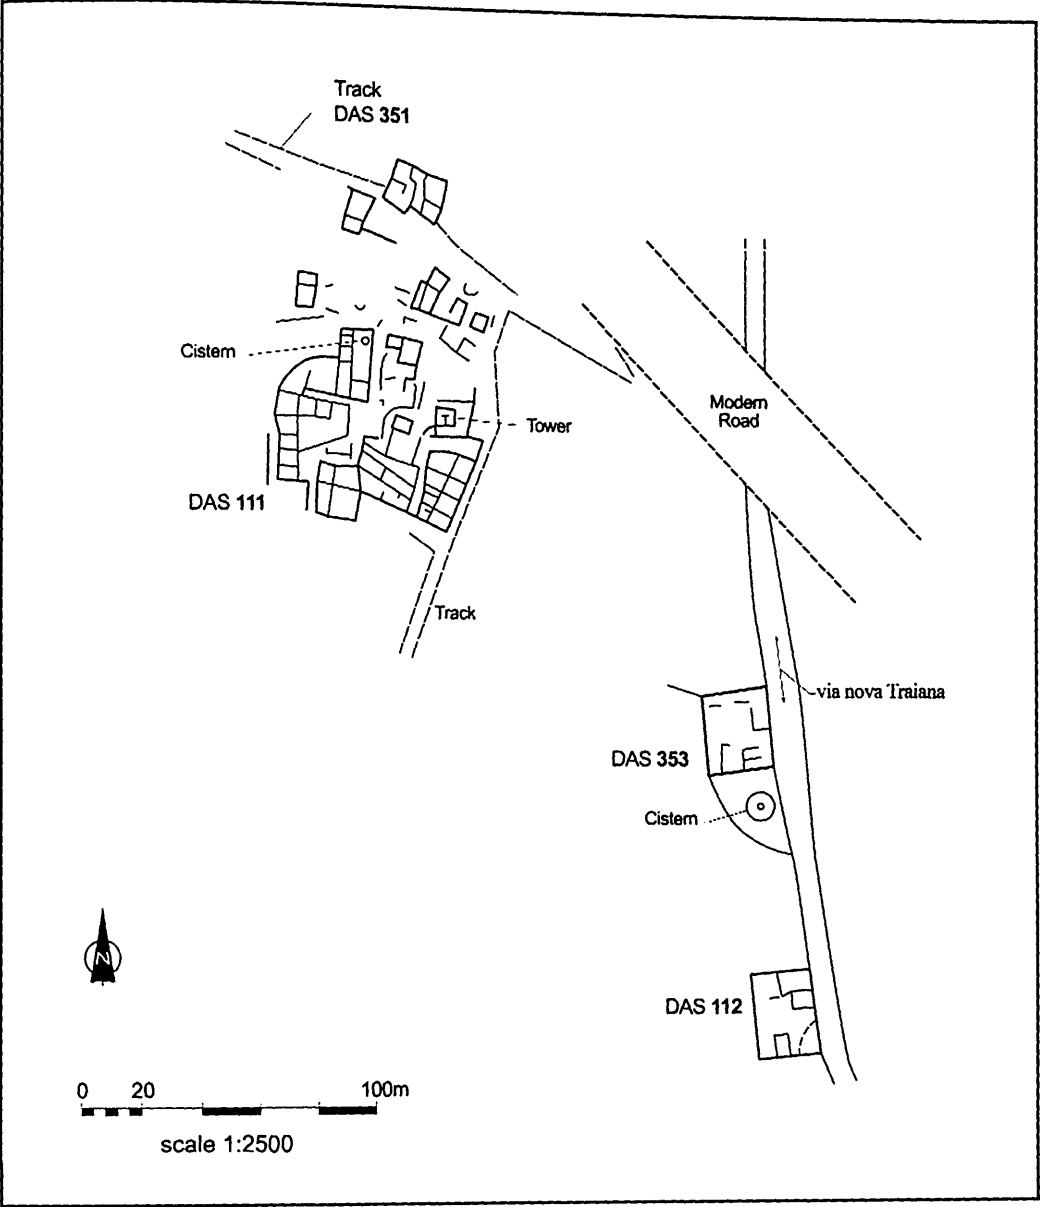 Track
DAS 351
Cistern
Modern
Road
Tower
DAS 111
Track
via nova Traiana
DAS 353
Cistern
N
DAS 112
0 20 100m
scale 1:2500